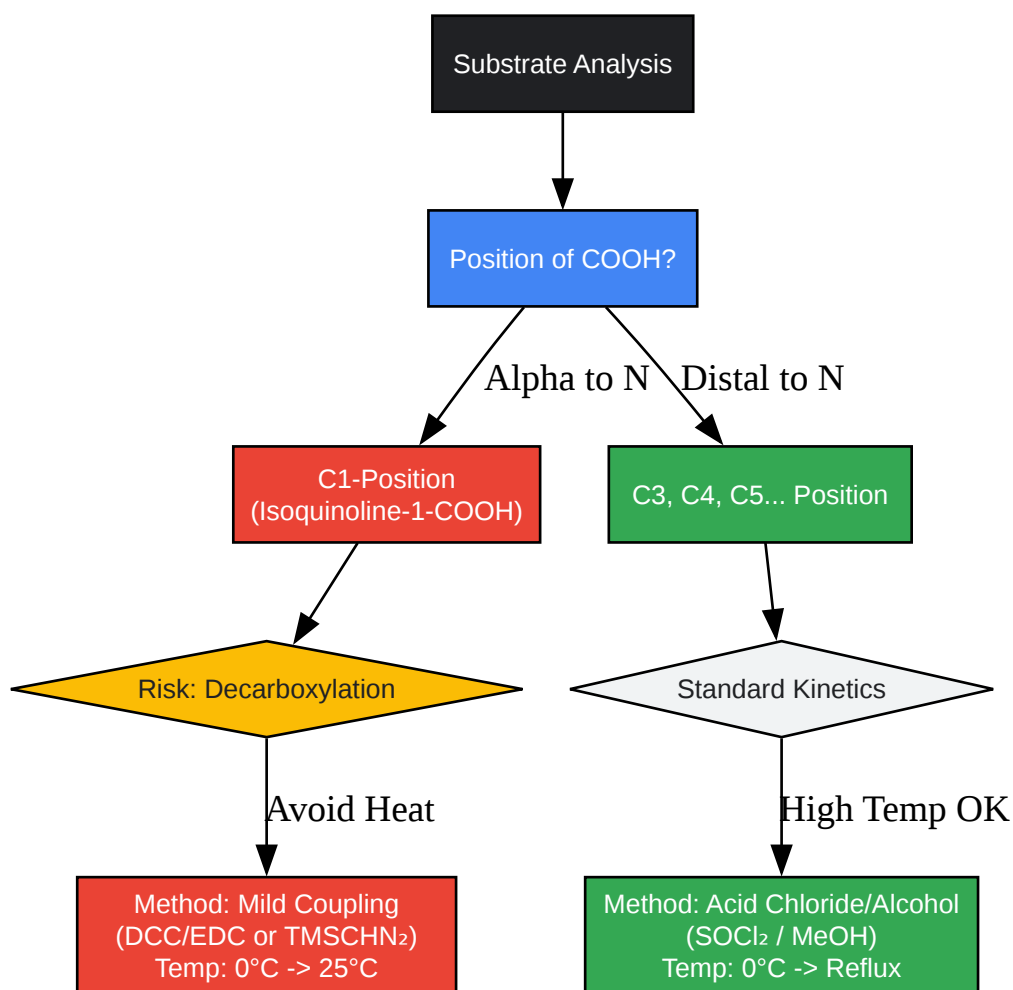 Substrate Analysis
Position of COOH?
Alpha to N
Distal to N
C1-Position
(Isoquinoline-1-COOH)
C3, C4, C5... Position
Risk: Decarboxylation
Standard Kinetics
Avoid Heat
High Temp OK
Method: Mild Coupling
(DCC/EDC or TMSCHN₂)
Temp: 0°C -> 25°C
Method: Acid Chloride/Alcohol
(SOCl₂ / MeOH)
Temp: 0°C -> Reflux